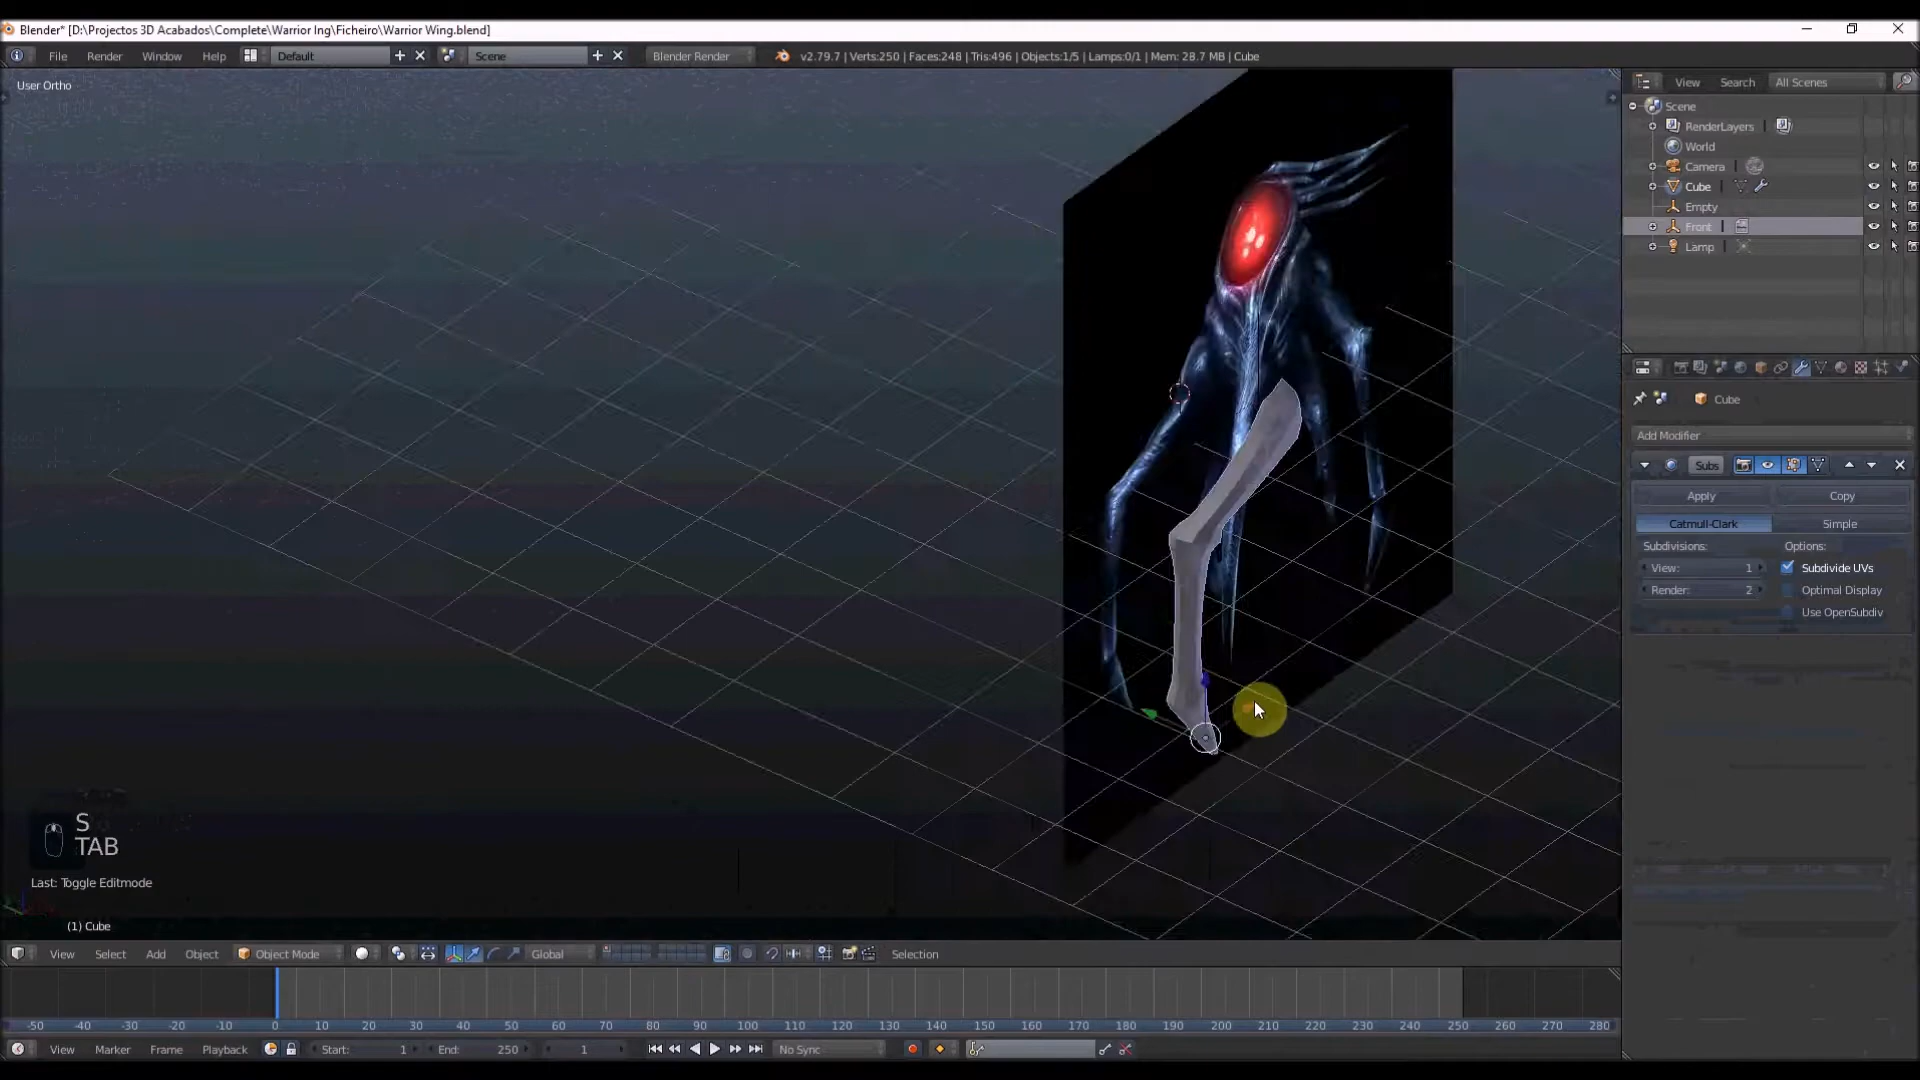 Blender* [D:\Projectos 3D Acabados\Complete\Warrior Ing\Ficheiro\Warrior Wing.blend]
File Render Window Help Default Scene Blender Render v2.79.7 | Verts:250 | Faces:248 | Tris:496 | Objects:1/5 | Lamps:0/1 | Mem: 28.7 MB | Cube
User Ortho
View Search All Scenes
Scene
RenderLayers
World
Camera
Cube
Empty
Front
Lamp
Cube
Add Modifier
Subs
Apply Copy
Catmull-Clark Simple
Subdivisions: Options:
View: 1 Subdivide UVs
Render: 2 Optimal Display
Use OpenSubdiv
S
TAB
Last: Toggle Editmode
(1) Cube
View Select Add Object Object Mode Global Selection
-50 -40 -30 -20 -10 0 10 20 30 40 50 60 70 80 90 100 110 120 130 140 150 160 170 180 190 200 210 220 230 240 250 260 270 280
View Marker Frame Playback Start: 1 End: 250 1 No Sync